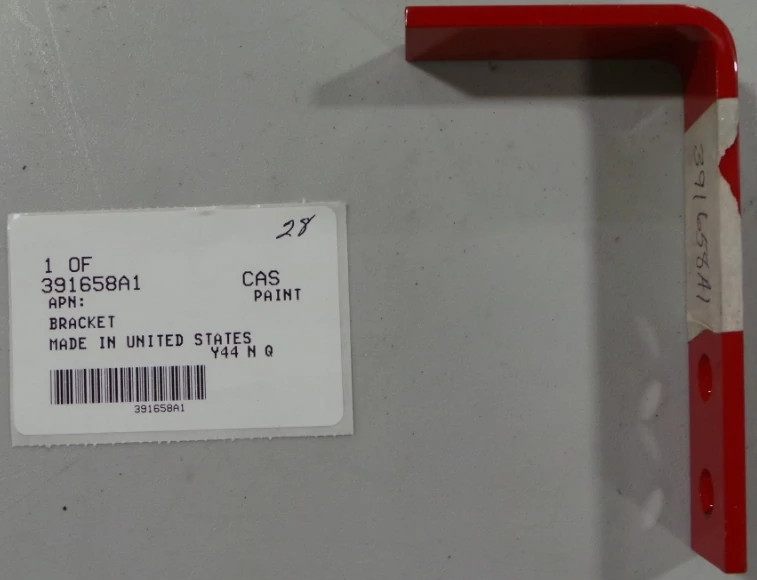 28
1 OF
391658A1 CAS
APN: PAINT
BRACKET
MADE IN UNITED STATES
Y44 N Q
391658A1
391658A1